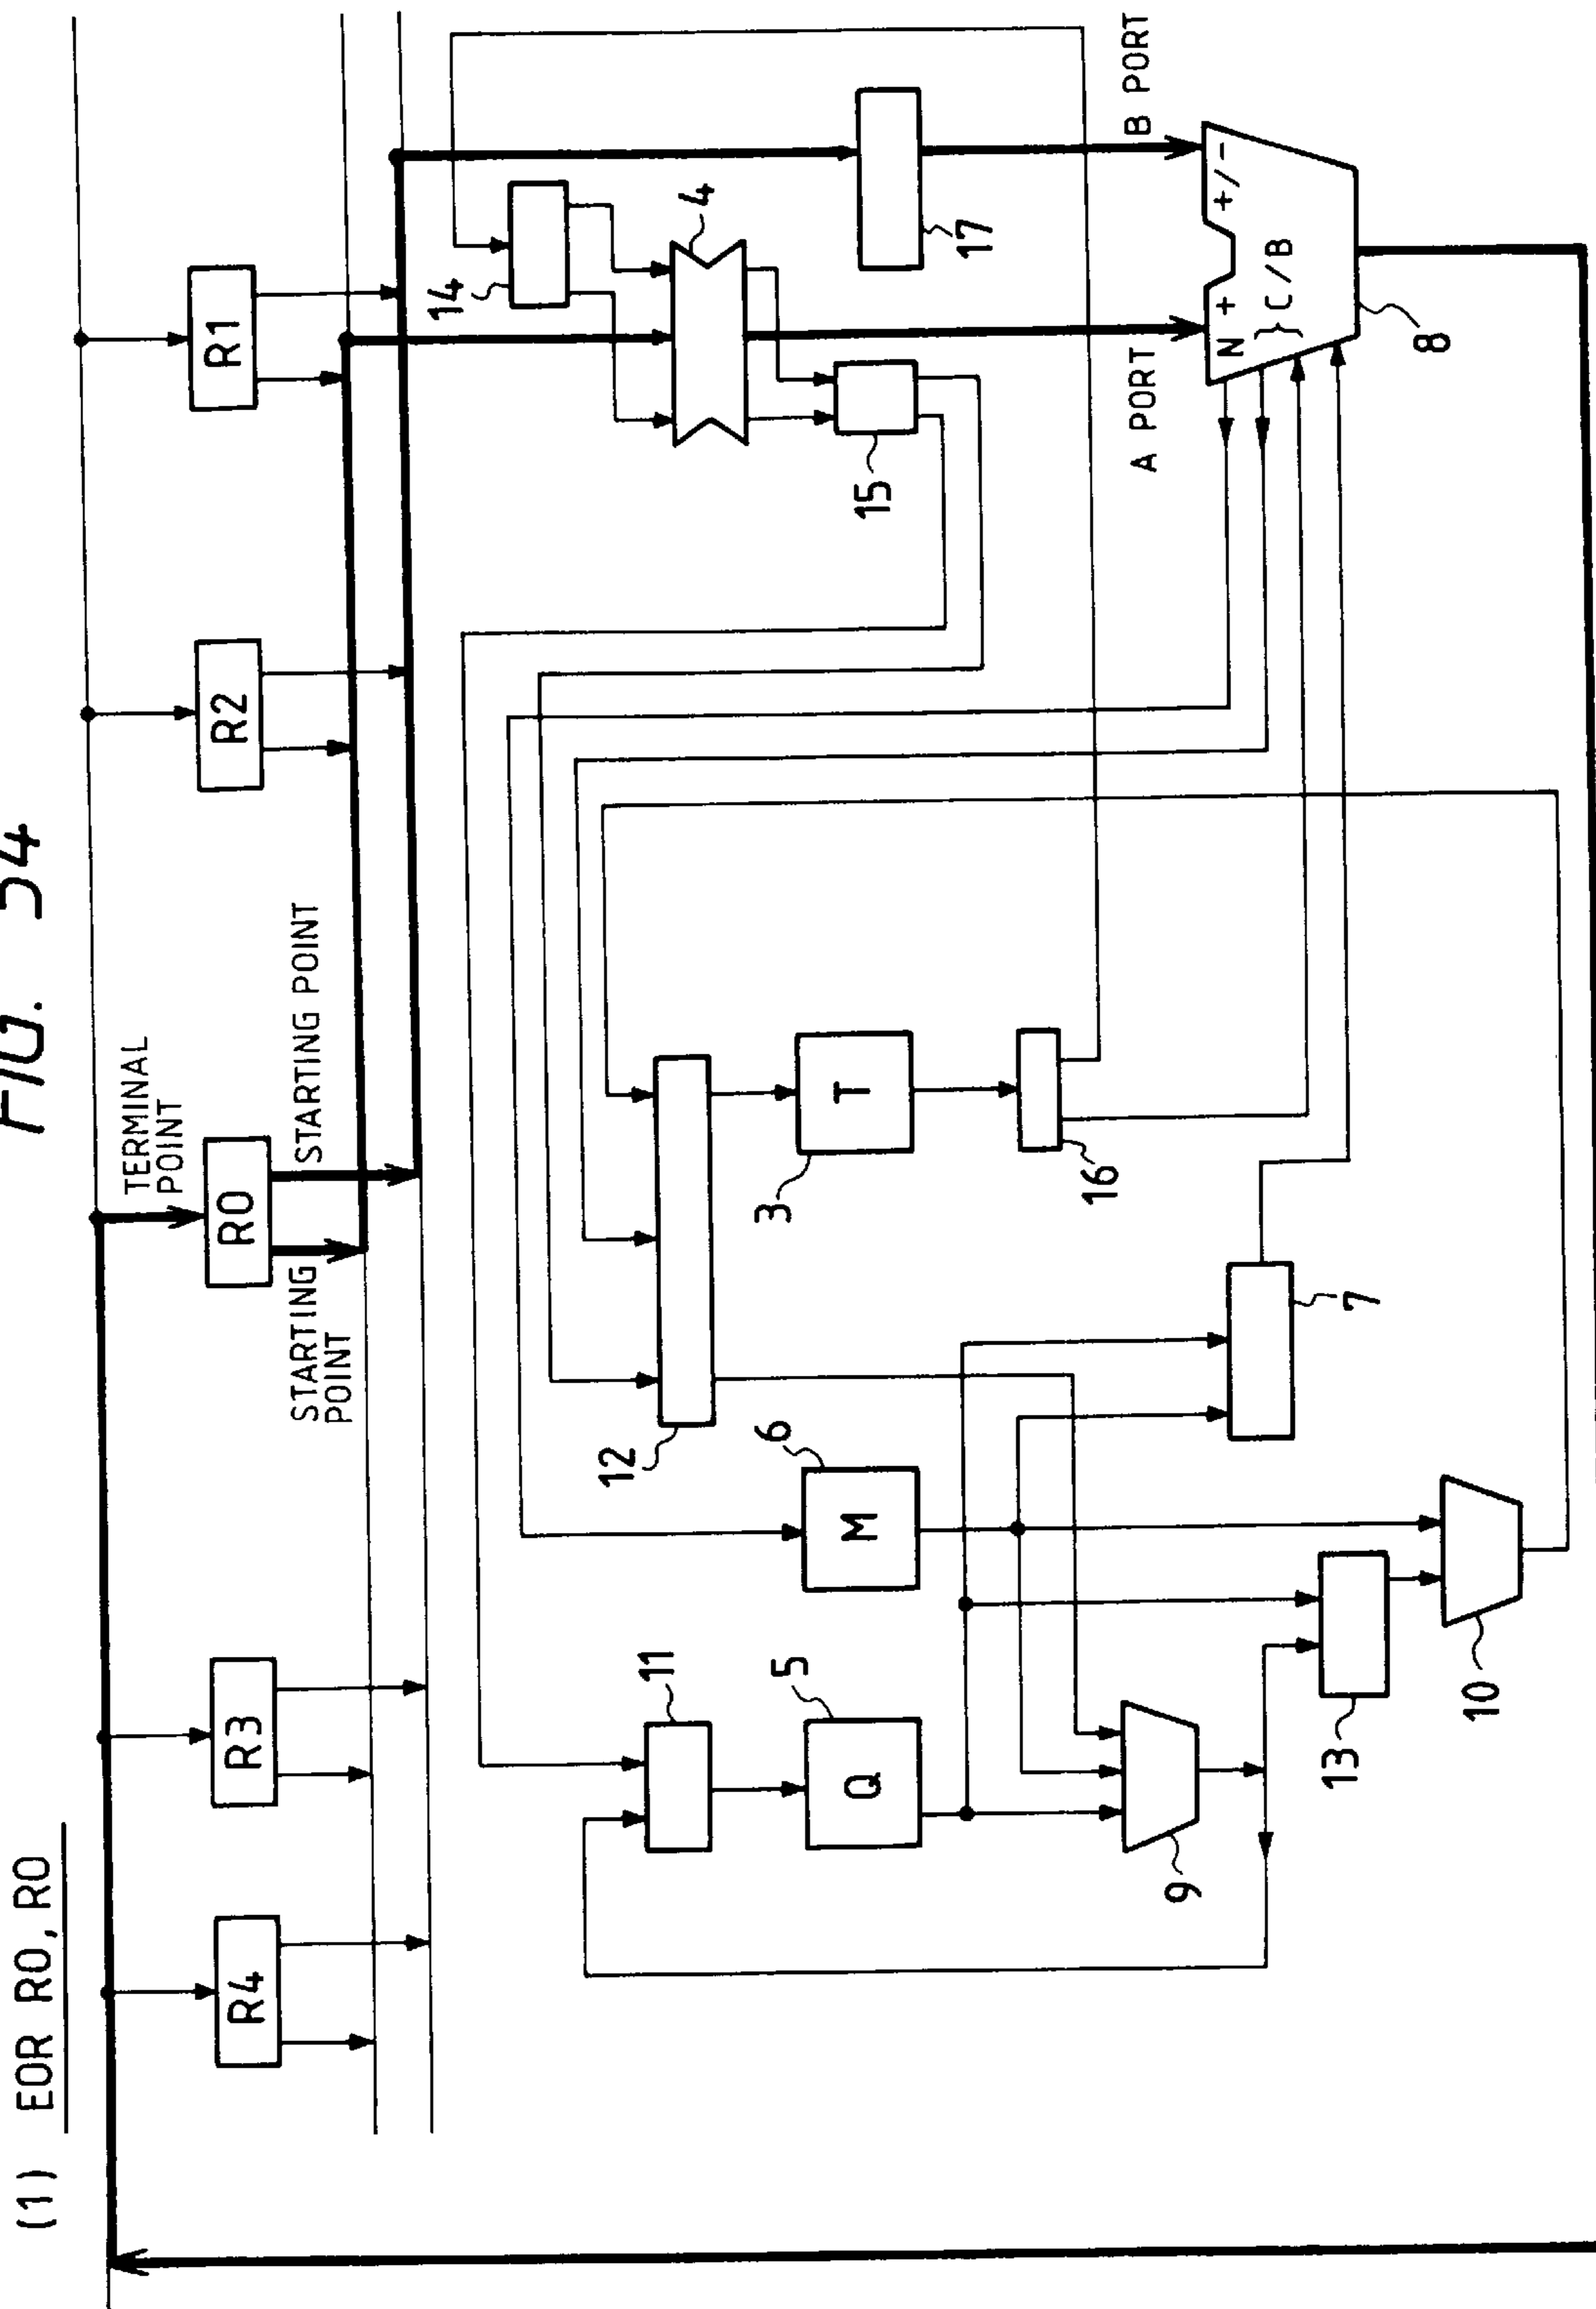 FIG. 34
(1) EOR R0, R0
TERMINAL
POINT
STARTING
POINT
STARTING POINT
R4
R3
R0
R2
R1
14
4
11
12
15
17
5
Q
6
M
3
T
16
9
13
10
7
A PORT
B PORT
N + +/-
} C/B
8